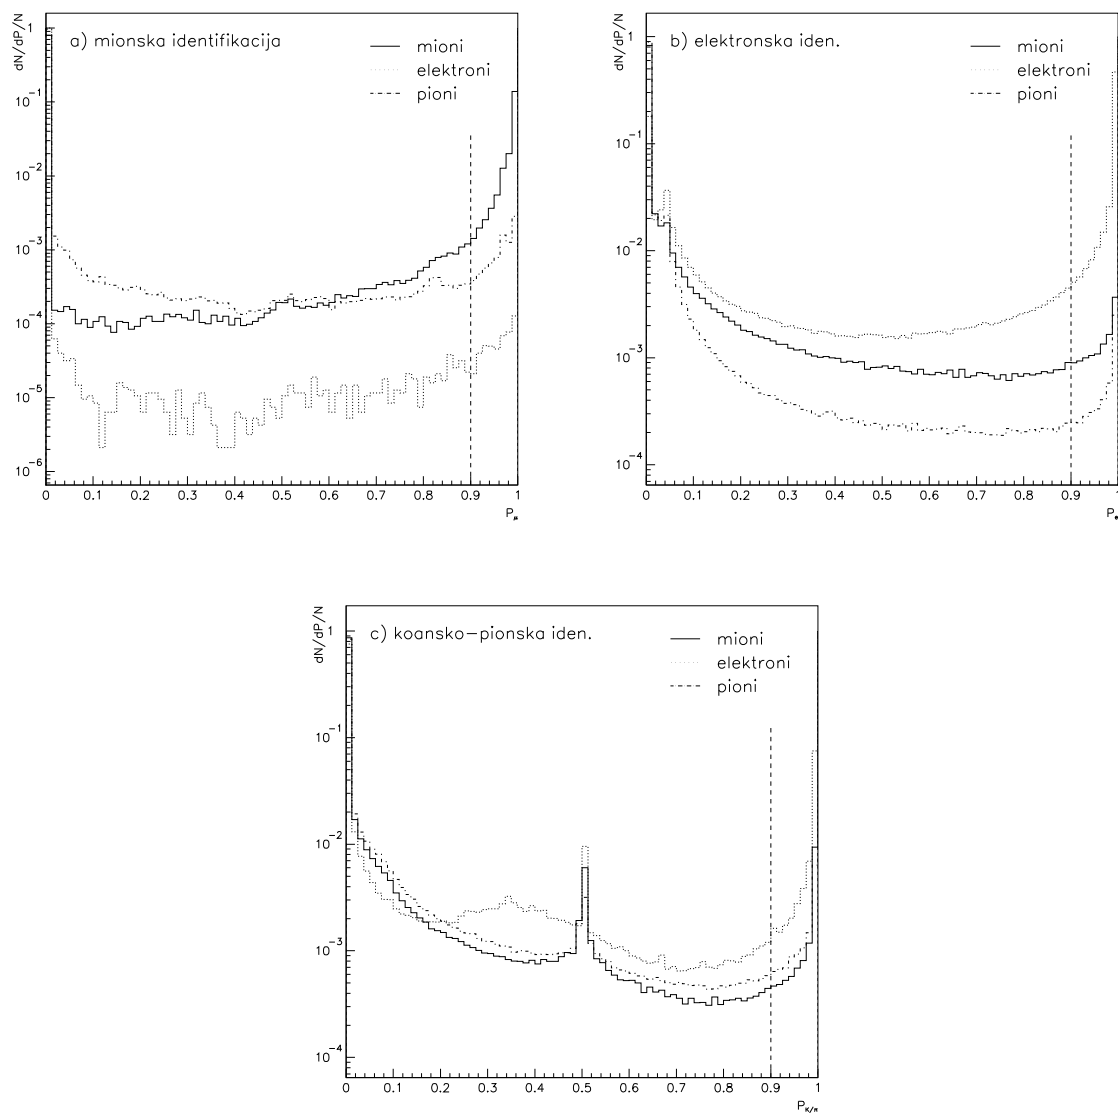 dN/dP/N
a) mionska identifikacija
mioni
elektroni
pioni
1
10⁻¹
10⁻²
10⁻³
10⁻⁴
10⁻⁵
10⁻⁶
0 0.1 0.2 0.3 0.4 0.5 0.6 0.7 0.8 0.9 1
P_μ
dN/dP/N
b) elektronska iden.
mioni
elektroni
pioni
1
10⁻¹
10⁻²
10⁻³
10⁻⁴
0 0.1 0.2 0.3 0.4 0.5 0.6 0.7 0.8 0.9 1
P_e
dN/dP/N
c) koansko-pionska iden.
mioni
elektroni
pioni
1
10⁻¹
10⁻²
10⁻³
10⁻⁴
0 0.1 0.2 0.3 0.4 0.5 0.6 0.7 0.8 0.9 1
P_K/π